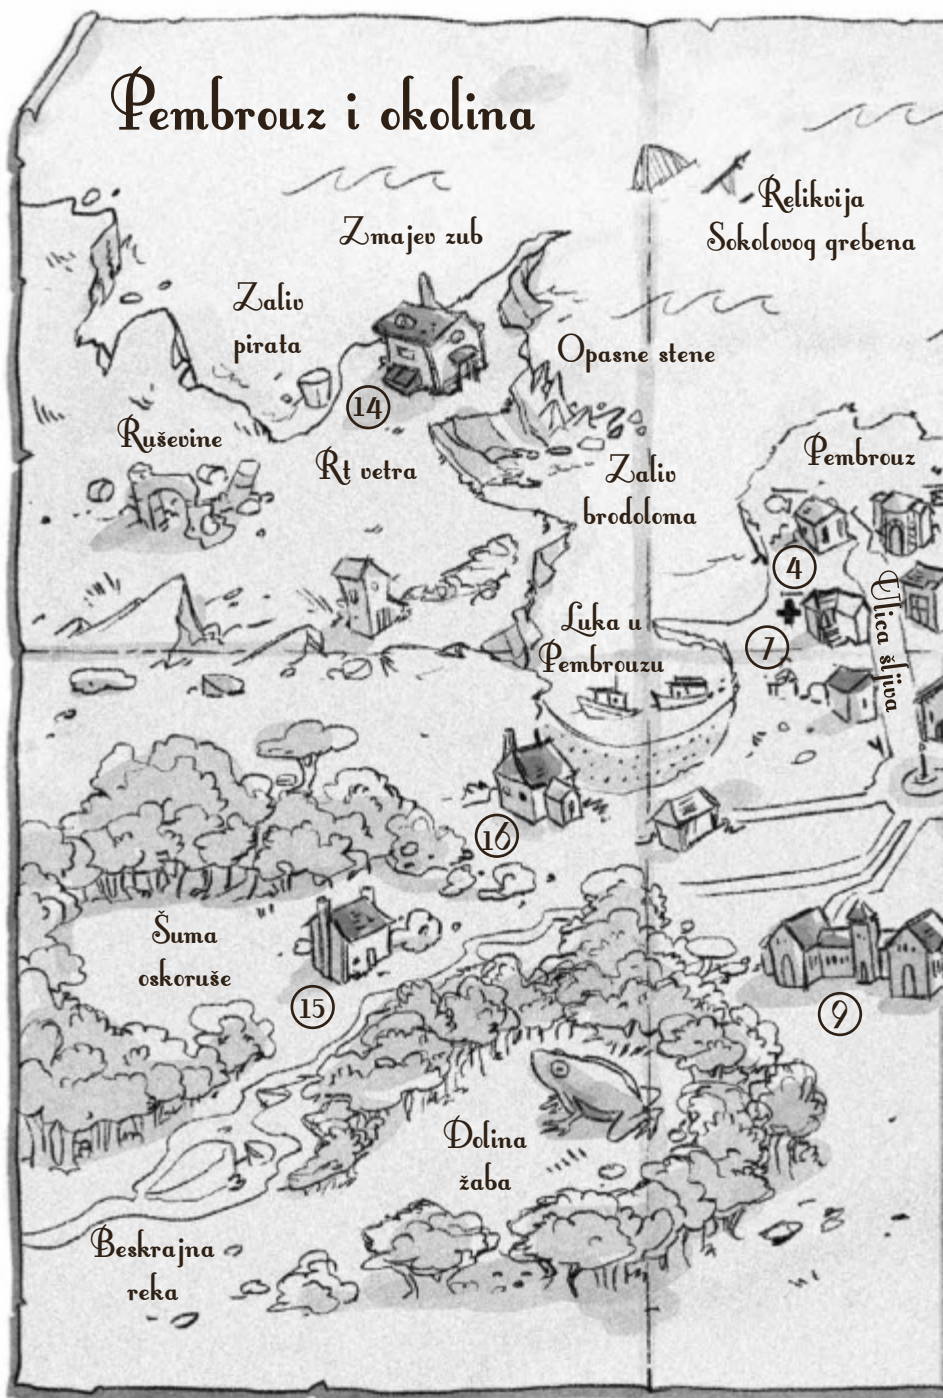 Pembrouz i okolina
Relikvija
Sokolovog grebena
Zmajev zub
Zaliv
pirata
Opasne stene
14
Ruševine
Rt vetra
Pembrouz
Zaliv
brodoloma
4
Ulica šljiva
Luka u
Pembrouzu
7
16
Šuma
oskoruše
15
9
Dolina
žaba
Beskrajna
reka